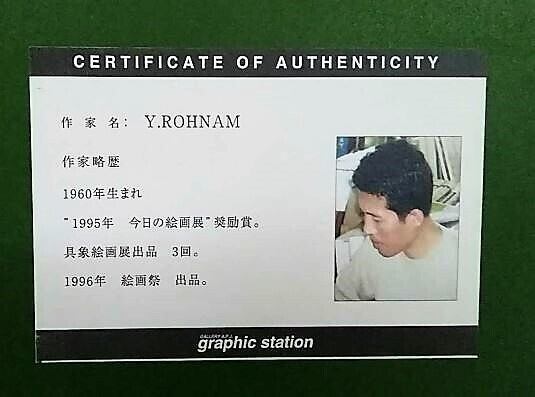 CERTIFICATE OF AUTHENTICITY
作 家 名： Y.ROHNAM
作家略歴
1960年生まれ
“1995年 今日の絵画展”奨励賞。
具象絵画展出品 3回。
1996年 絵画祭 出品。
GALLERY A.P.J.
graphic station